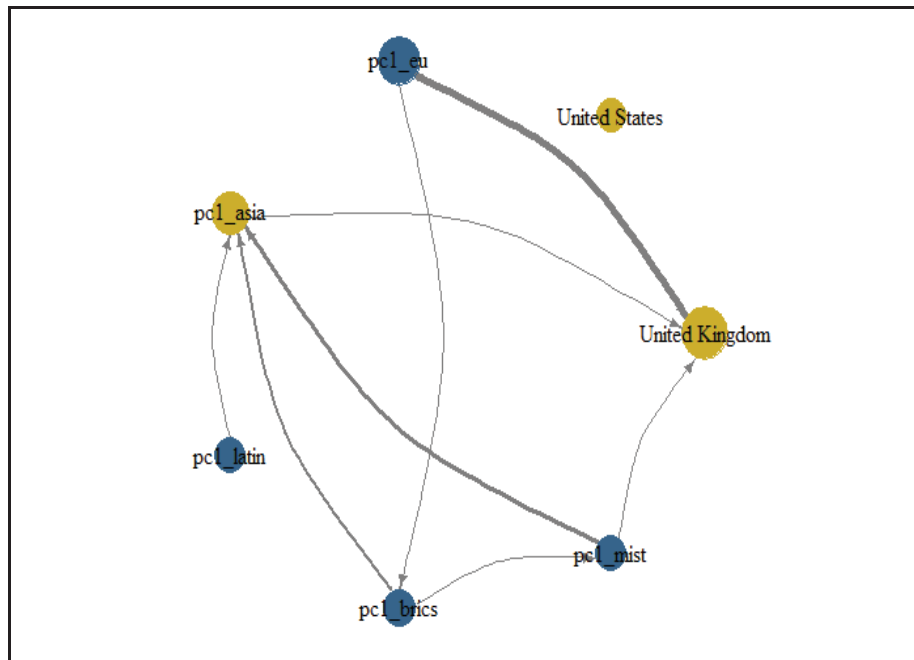 pc1_eu
United States
pc1_asia
United Kingdom
pc1_latin
pc1_mist
pc1_brics